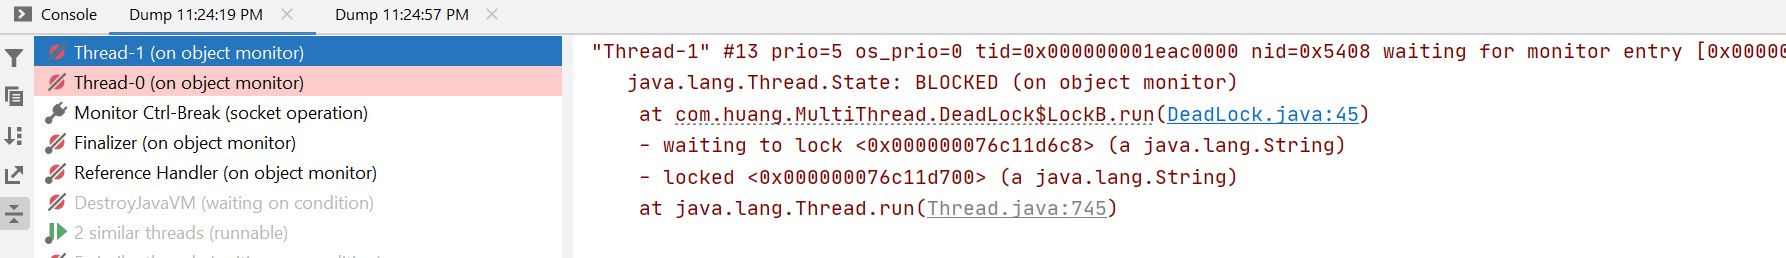 Console Dump 11:24:19 PM Dump 11:24:57 PM
Thread-1 (on object monitor)
Thread-0 (on object monitor)
Monitor Ctrl-Break (socket operation)
Finalizer (on object monitor)
Reference Handler (on object monitor)
DestroyJavaVM (waiting on condition)
2 similar threads (runnable)
"Thread-1" #13 prio=5 os_prio=0 tid=0x000000001eac0000 nid=0x5408 waiting for monitor entry [0x00000
java.lang.Thread.State: BLOCKED (on object monitor)
at com.huang.MultiThread.DeadLock$LockB.run(DeadLock.java:45)
- waiting to lock <0x000000076c11d6c8> (a java.lang.String)
- locked <0x000000076c11d700> (a java.lang.String)
at java.lang.Thread.run(Thread.java:745)